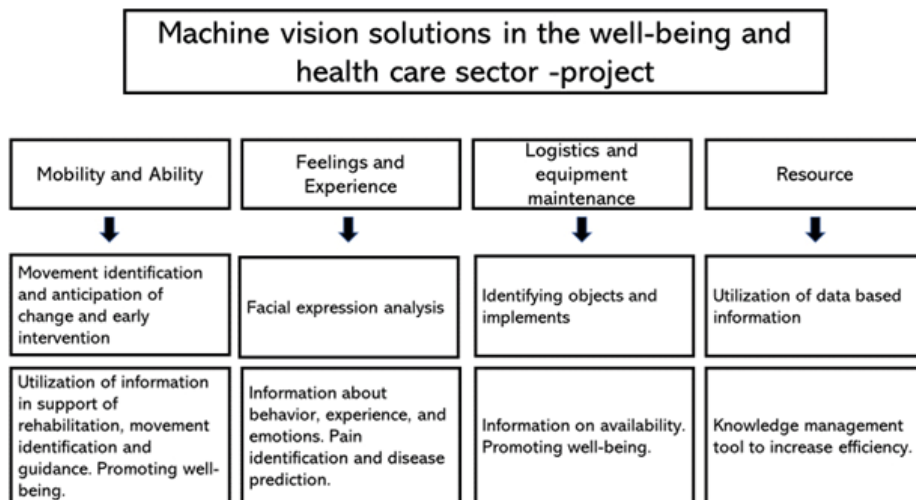 Machine vision solutions in the well-being and
health care sector -project
Mobility and Ability
Feelings and
Experience
Logistics and
equipment
maintenance
Resource
Movement identification
and anticipation of
change and early
intervention
Facial expression analysis
Identifying objects and
implements
Utilization of data based
information
Utilization of information
in support of
rehabilitation, movement
identification and
guidance. Promoting well-
being.
Information about
behavior, experience, and
emotions. Pain
identification and disease
prediction.
Information on availability.
Promoting well-being.
Knowledge management
tool to increase efficiency.